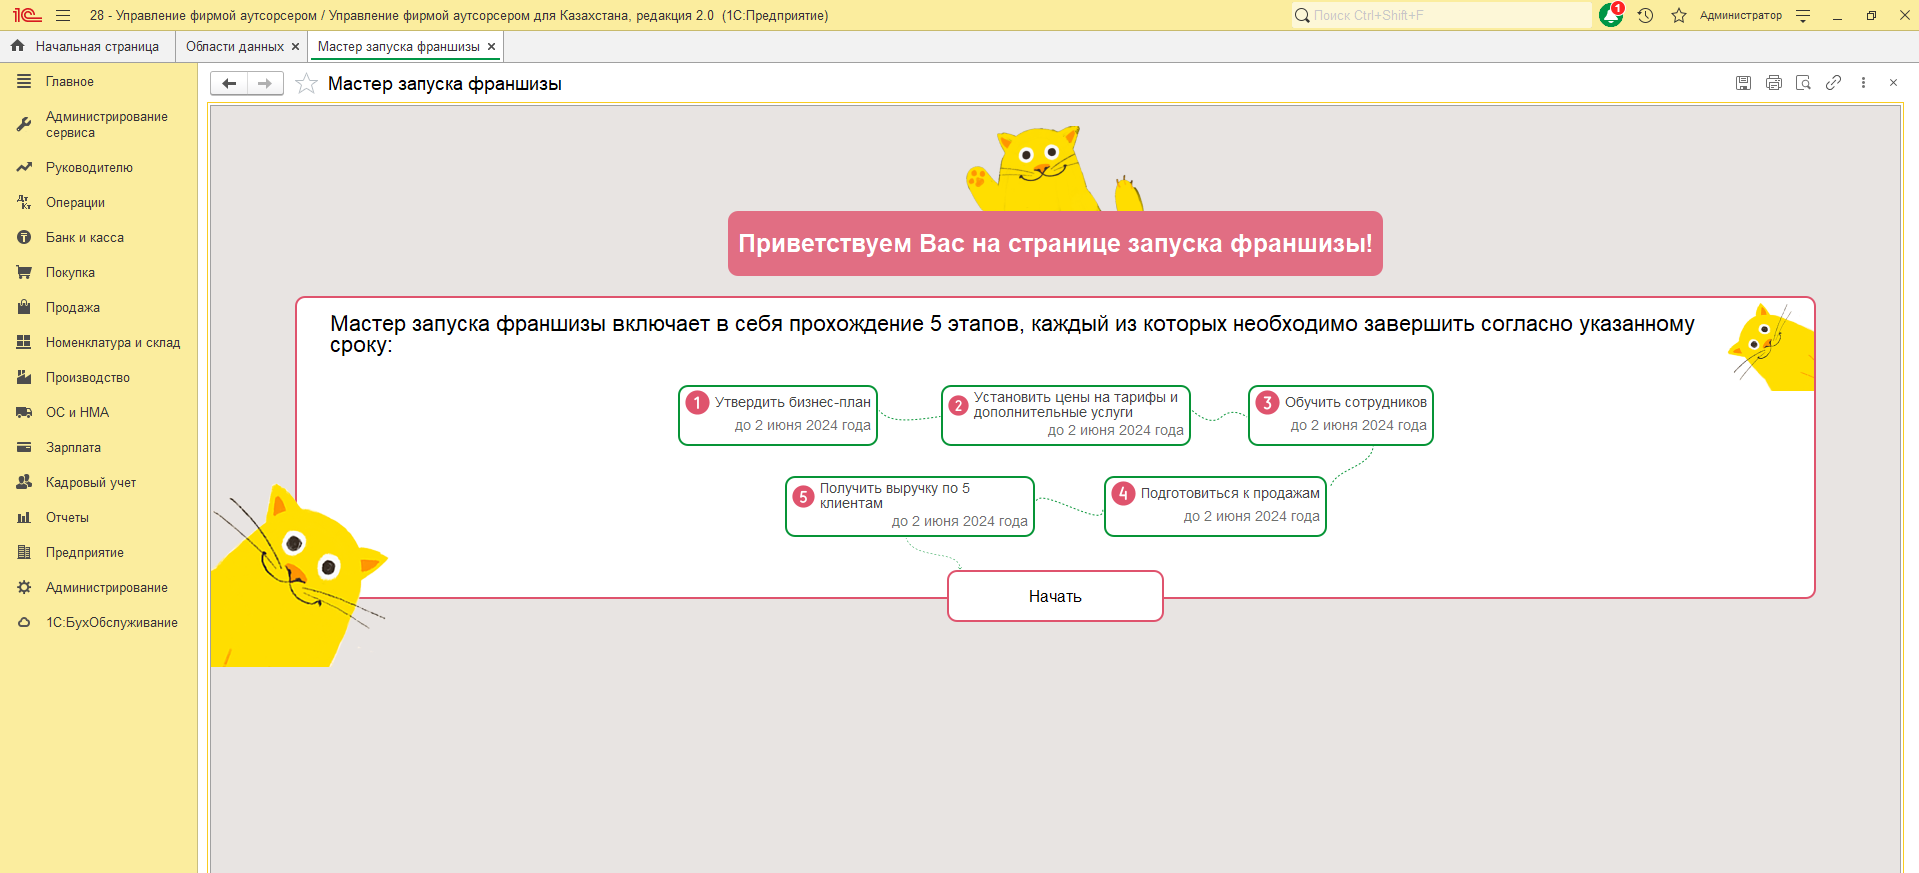 1С 28 - Управление фирмой аутсорсером / Управление фирмой аутсорсером для Казахстана, редакция 2.0 (1С:Предприятие)
Поиск Ctrl+Shift+F
1
Администратор
Начальная страница
Области данных
Мастер запуска франшизы
Главное
Администрирование
сервиса
Руководителю
Дт
Кт
Операции
Банк и касса
Покупка
Продажа
Номенклатура и склад
Производство
ОС и НМА
Зарплата
Кадровый учет
Отчеты
Предприятие
Администрирование
1С:БухОбслуживание
Мастер запуска франшизы
Приветствуем Вас на странице запуска франшизы!
Мастер запуска франшизы включает в себя прохождение 5 этапов, каждый из которых необходимо завершить согласно указанному
сроку:
1 Утвердить бизнес-план
до 2 июня 2024 года
2 Установить цены на тарифы и
дополнительные услуги
до 2 июня 2024 года
3 Обучить сотрудников
до 2 июня 2024 года
4 Подготовиться к продажам
до 2 июня 2024 года
5 Получить выручку по 5
клиентам
до 2 июня 2024 года
Начать